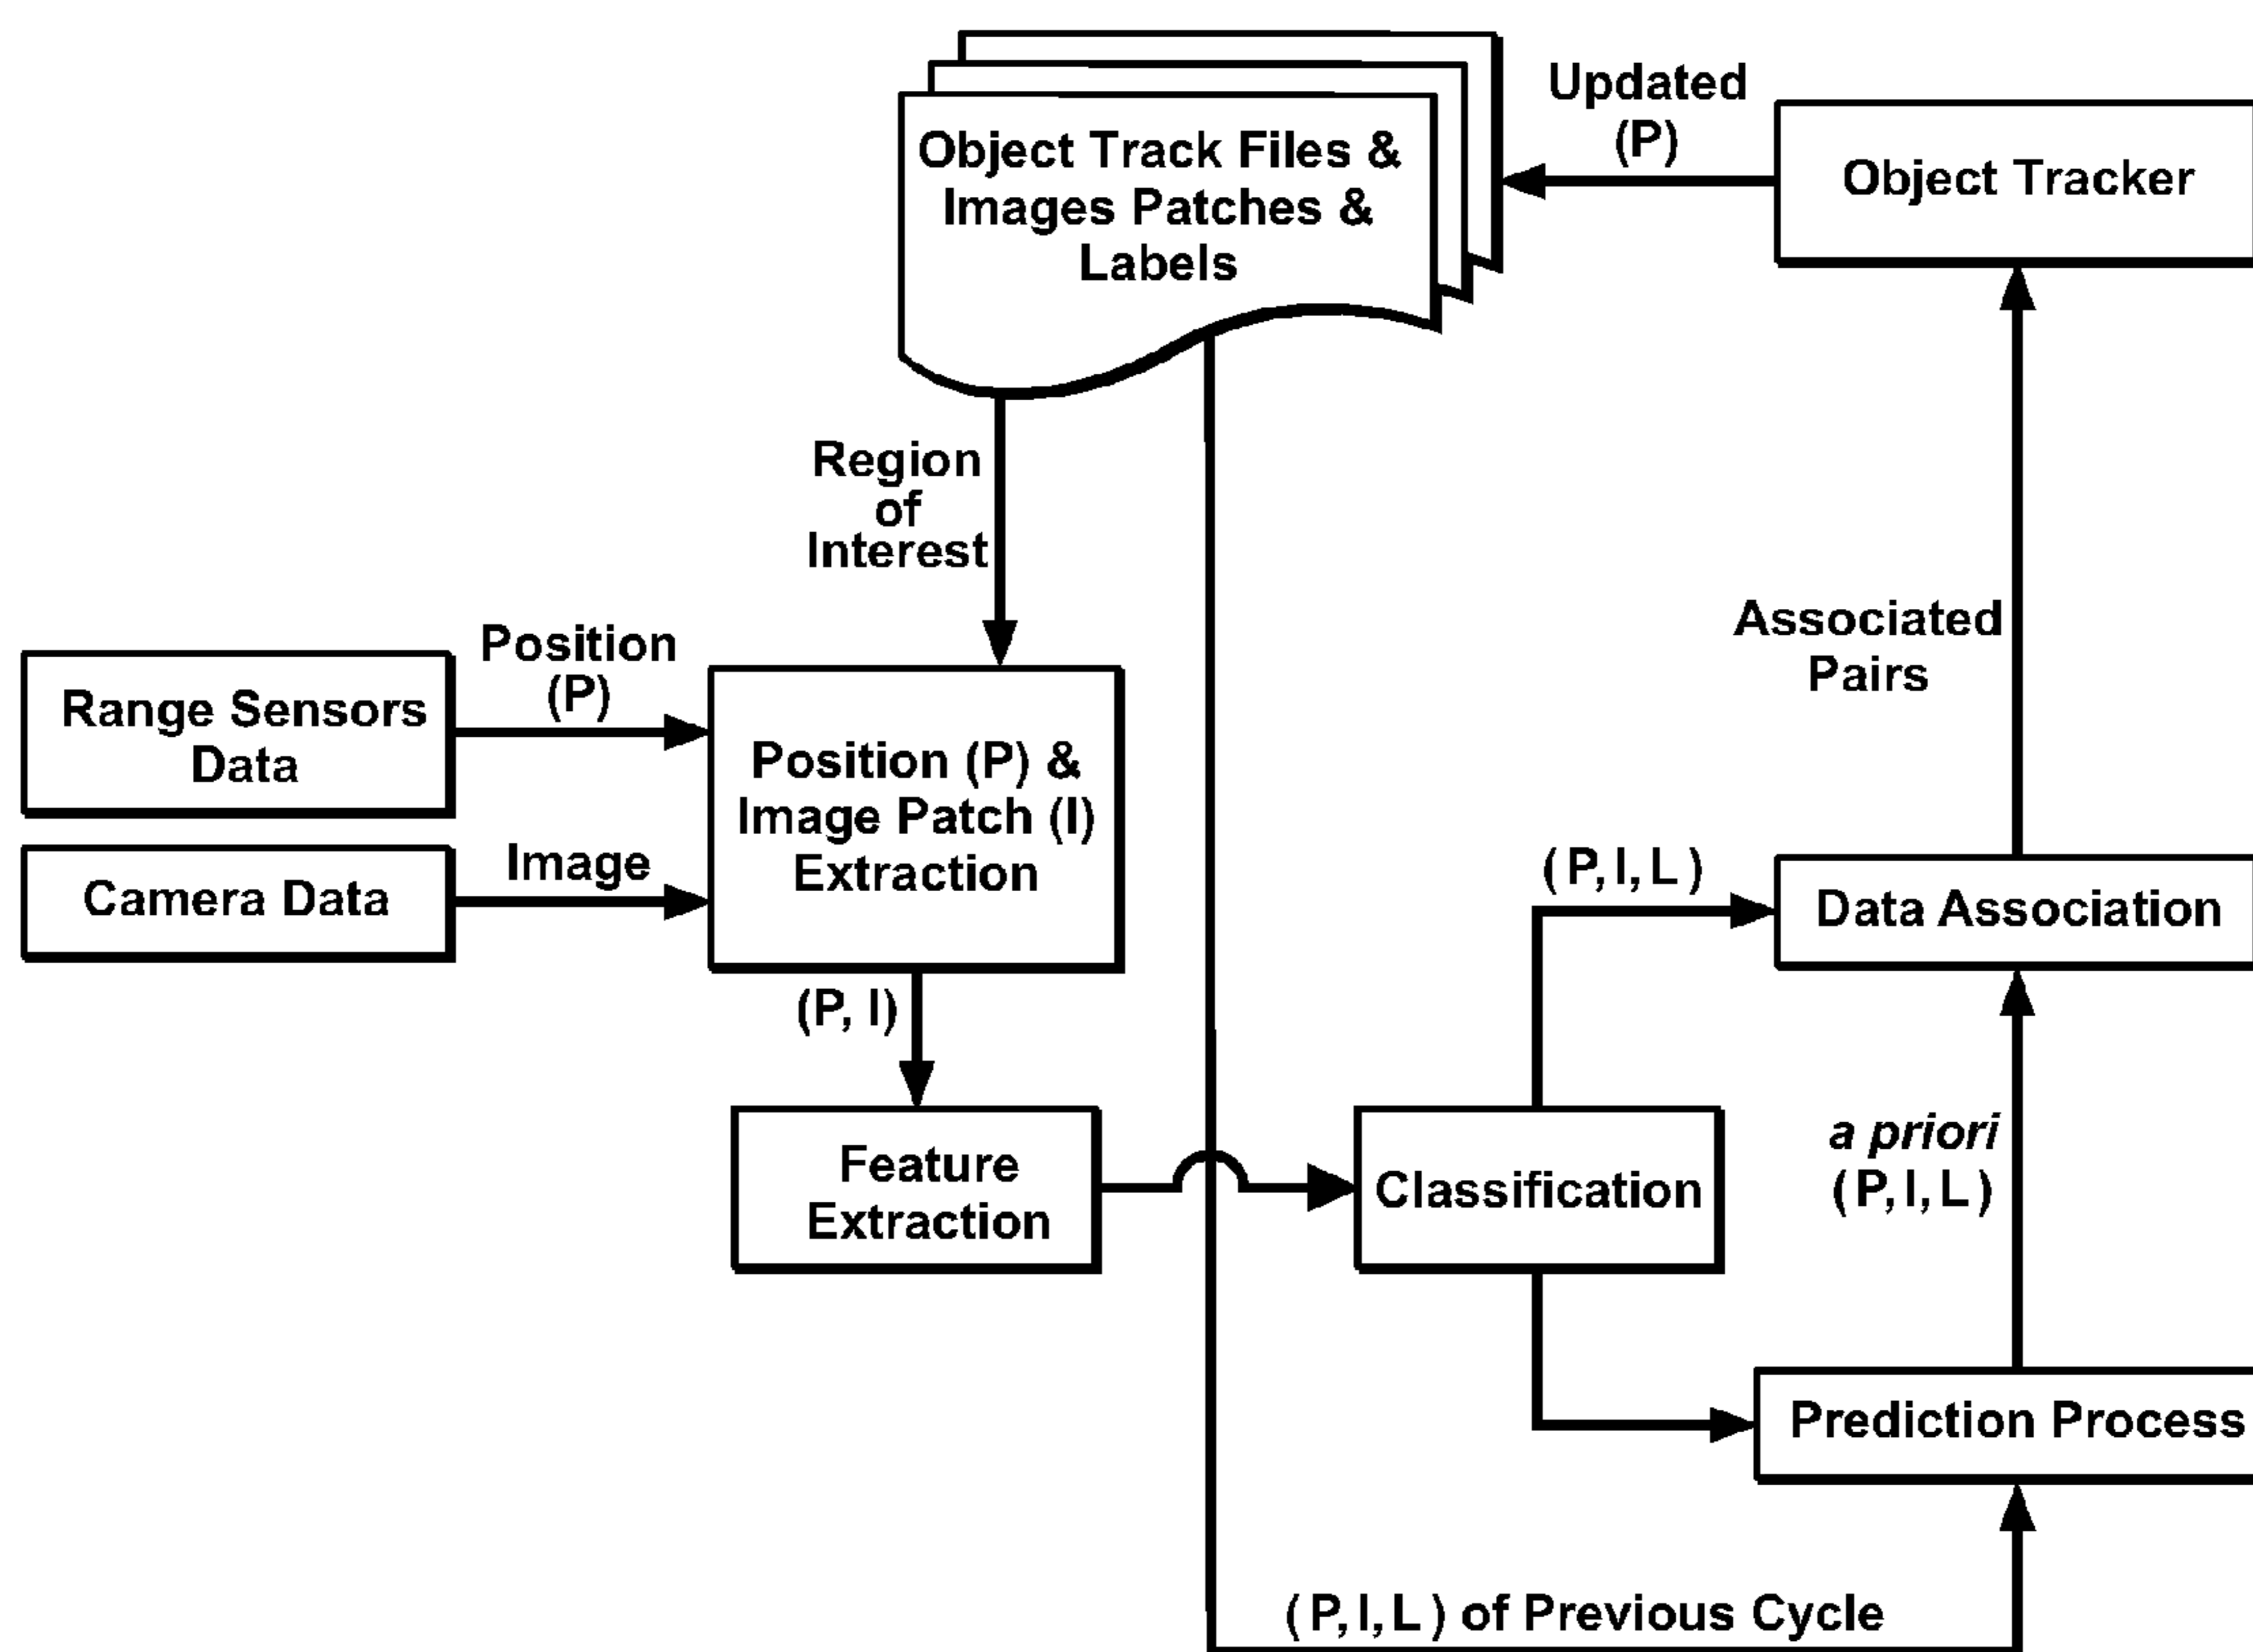 Object Track Files &
Images Patches &
Labels
Updated
(P)
Object Tracker
Region
of
Interest
Associated
Pairs
Position
(P)
Range Sensors
Data
Position (P) &
Image Patch (I)
Extraction
Image
Camera Data
(P, I)
(P, I, L)
Data Association
Feature
Extraction
Classification
a priori
(P, I, L)
Prediction Process
(P, I, L) of Previous Cycle